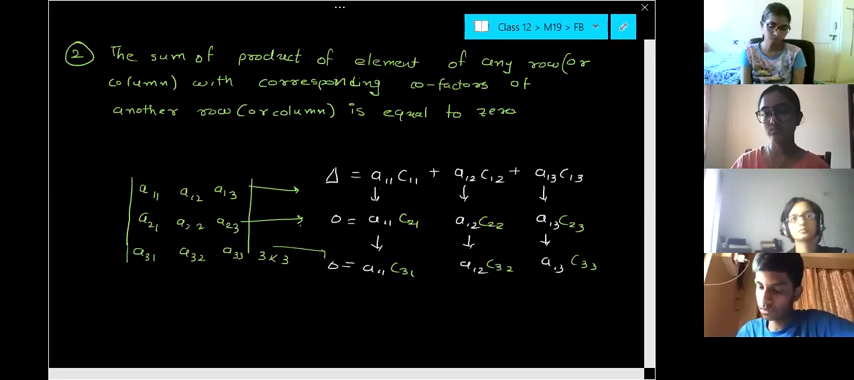 Class 12 > M19 > FB
2 The sum of product of element of any row (or
column) with corresponding co-factors of
another row (or column) is equal to zero
a11 a12 a13
a21 a22 a23
a31 a32 a33 3×3
Δ = a11 C11 + a12 C12 + a13 C13
0 = a11 C21 a12 C22 a13 C23
0 = a11 C31 a12 C32 a13 C33